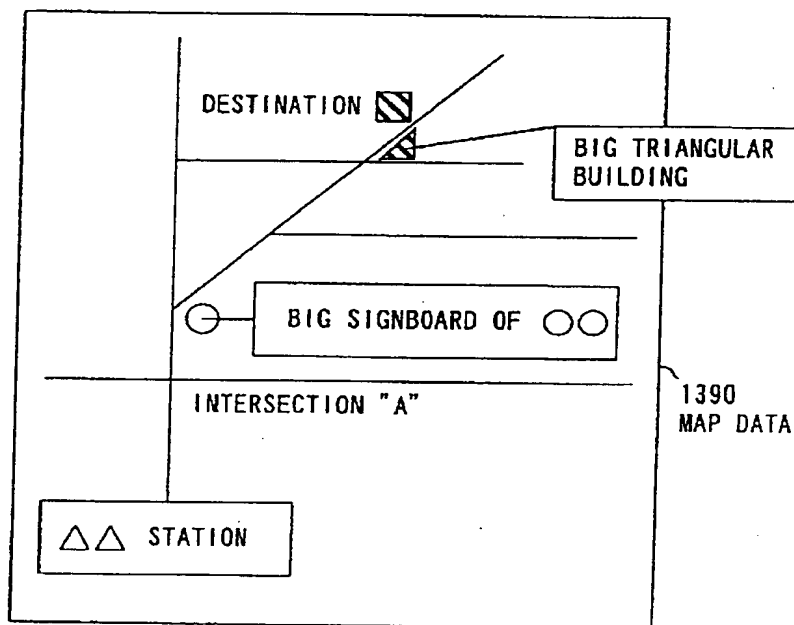 DESTINATION
BIG TRIANGULAR
BUILDING
BIG SIGNBOARD OF ○○
INTERSECTION "A"
1390
MAP DATA
△△ STATION